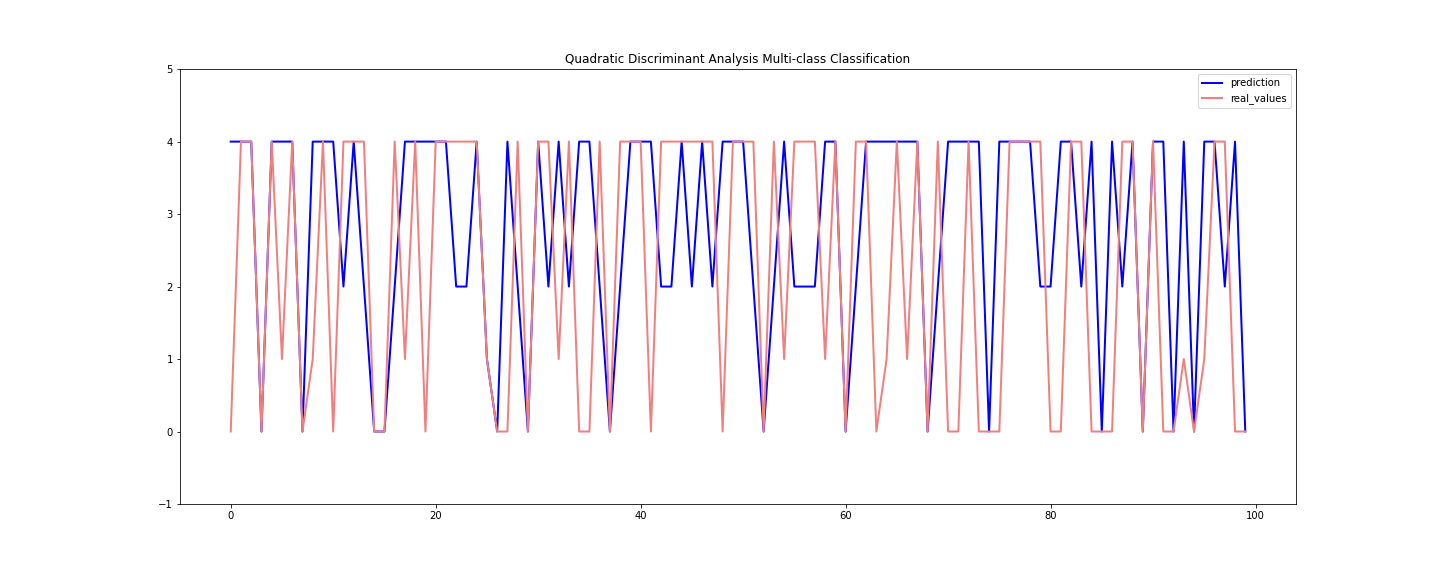 Quadratic Discriminant Analysis Multi-class Classification
5
prediction
real_values
4
3
2
1
0
−1
0 20 40 60 80 100